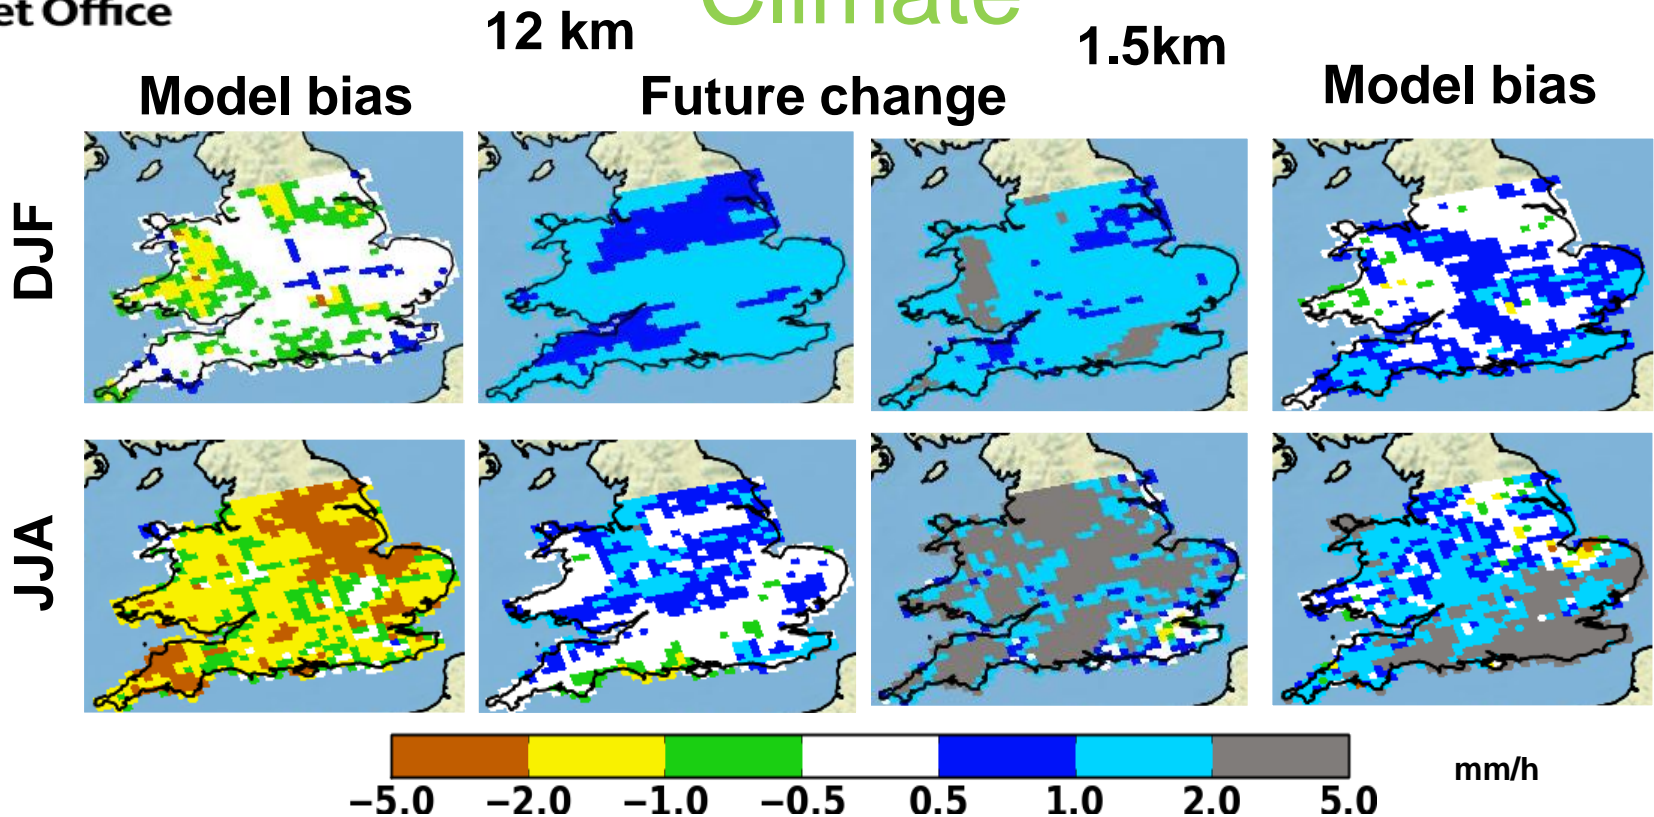 et Office
Climate
12 km
1.5km
Model bias
Future change
Model bias
DJF
JJA
−5.0 −2.0 −1.0 −0.5 0.5 1.0 2.0 5.0
mm/h